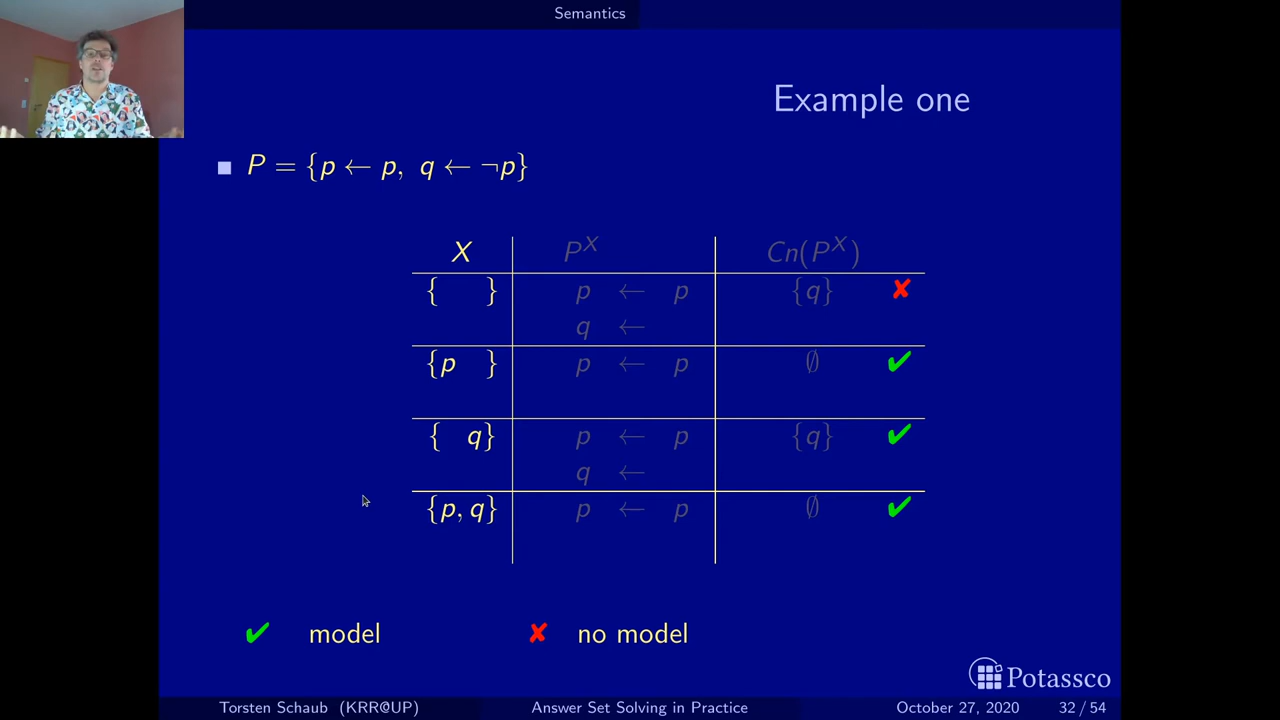 Semantics
Example one
P = {p ← p, q ← ¬p}
X P^X Cn(P^X)
{ } p ← p {q} ✘
q ←
{p } p ← p ∅ ✔
{ q} p ← p {q} ✔
q ←
{p, q} p ← p ∅ ✔
✔ model ✘ no model
Potassco
Torsten Schaub (KRR@UP) Answer Set Solving in Practice October 27, 2020 32 / 54